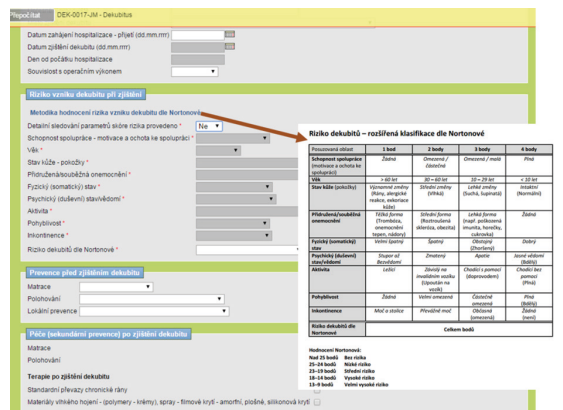 Přepočítat DEK-0017-JM - Dekubitus
Datum zahájení hospitalizace - přijetí (dd.mm.rrrr)
Datum zjištění dekubitu (dd.mm.rrrr)
Den od počátku hospitalizace
Souvislost s operačním výkonem
Riziko vzniku dekubitu při zjištění
Metodika hodnocení rizika vzniku dekubitu dle Nortonové
Detailní sledování parametrů skóre rizika provedeno * Ne
Schopnost spolupráce - motivace a ochota ke spolupráci *
Věk *
Stav kůže - pokožky *
Přidružená/souběžná onemocnění *
Fyzický (somatický) stav *
Psychický (duševní) stav/vědomí *
Aktivita *
Pohyblivost *
Inkontinence *
Riziko dekubitů dle Nortonové *
Prevence před zjištěním dekubitu
Matrace
Polohování
Lokální prevence
Péče (sekundární prevence) po zjištění dekubitu
Matrace
Polohování
Terapie po zjištění dekubitu
Standardní převazy chronické rány
Materiály vlhkého hojení - (polymery - krémy), spray - filmové krytí - amorfní, plošné, silikonová krytí
Riziko dekubitů – rozšířená klasifikace dle Nortonové
Posuzovaná oblast 1 bod 2 body 3 body 4 body
Schopnost spolupráce (motivace a ochota ke spolupráci) Žádná Omezená / částečné Omezená / malá Plná
Věk > 60 let 30 – 60 let 10 – 29 let < 10 let
Stav kůže (pokožky) Významné změny (Rány, alergické reakce, exkoriace kůže) Střední změny (Vlhká) Lehké změny (Suchá, šupinatá) Intaktní (Normální)
Přidružená/souběžná onemocnění Těžká forma (Trombóza, onemocnění tepen, nádory) Střední forma (Roztroušená skleróza, obezita) Lehká forma (např. poškozená imunita, horečky, cukrovka) Žádná
Fyzický (somatický) stav Velmi špatný Špatný Obstojný (Zhoršený) Dobrý
Psychický (duševní) stav/vědomí Stupor až Bezvědomí Zmatený Apatie Jasné vědomí (Bdělý)
Aktivita Ležící Závislý na invalidním vozíku (Upoután na vozík) Chodící s pomocí (doprovodem) Chodící bez pomoci (Plná)
Pohyblivost Žádná Velmi omezená Částečně omezená Plná (Bdělý)
Inkontinence Moč a stolice Převážně moč Občasná (omezená) Žádná (není)
Riziko dekubitů dle Nortonové Celkem bodů
Hodnocení Nortonová:
Nad 25 bodů Bez rizika
25–24 bodů Nízké riziko
23–19 bodů Střední riziko
18–14 bodů Vysoké riziko
13–9 bodů Velmi vysoké riziko